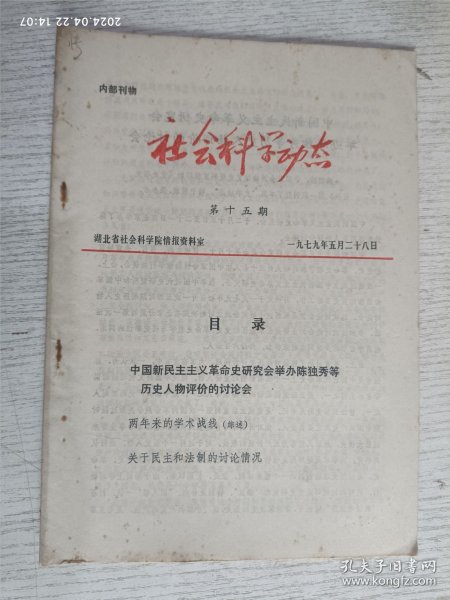 2024.04.22 14:07
15
内部刊物
社会科学动态
第十五期
湖北省社会科学院情报资料室 一九七九年五月二十八日
目录
中国新民主主义革命史研究会举办陈独秀等
历史人物评价的讨论会
两年来的学术战线(综述)
关于民主和法制的讨论情况
孔夫子旧书网
www.kongfz.com